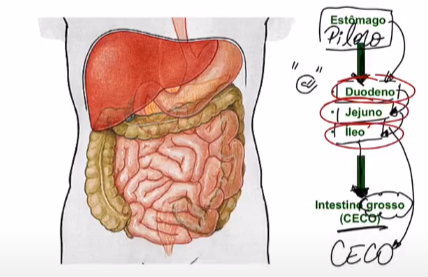 Estômago
Piloro
"@"
Duodeno
Jejuno
Íleo
Intestino grosso
(CECO)
CECO